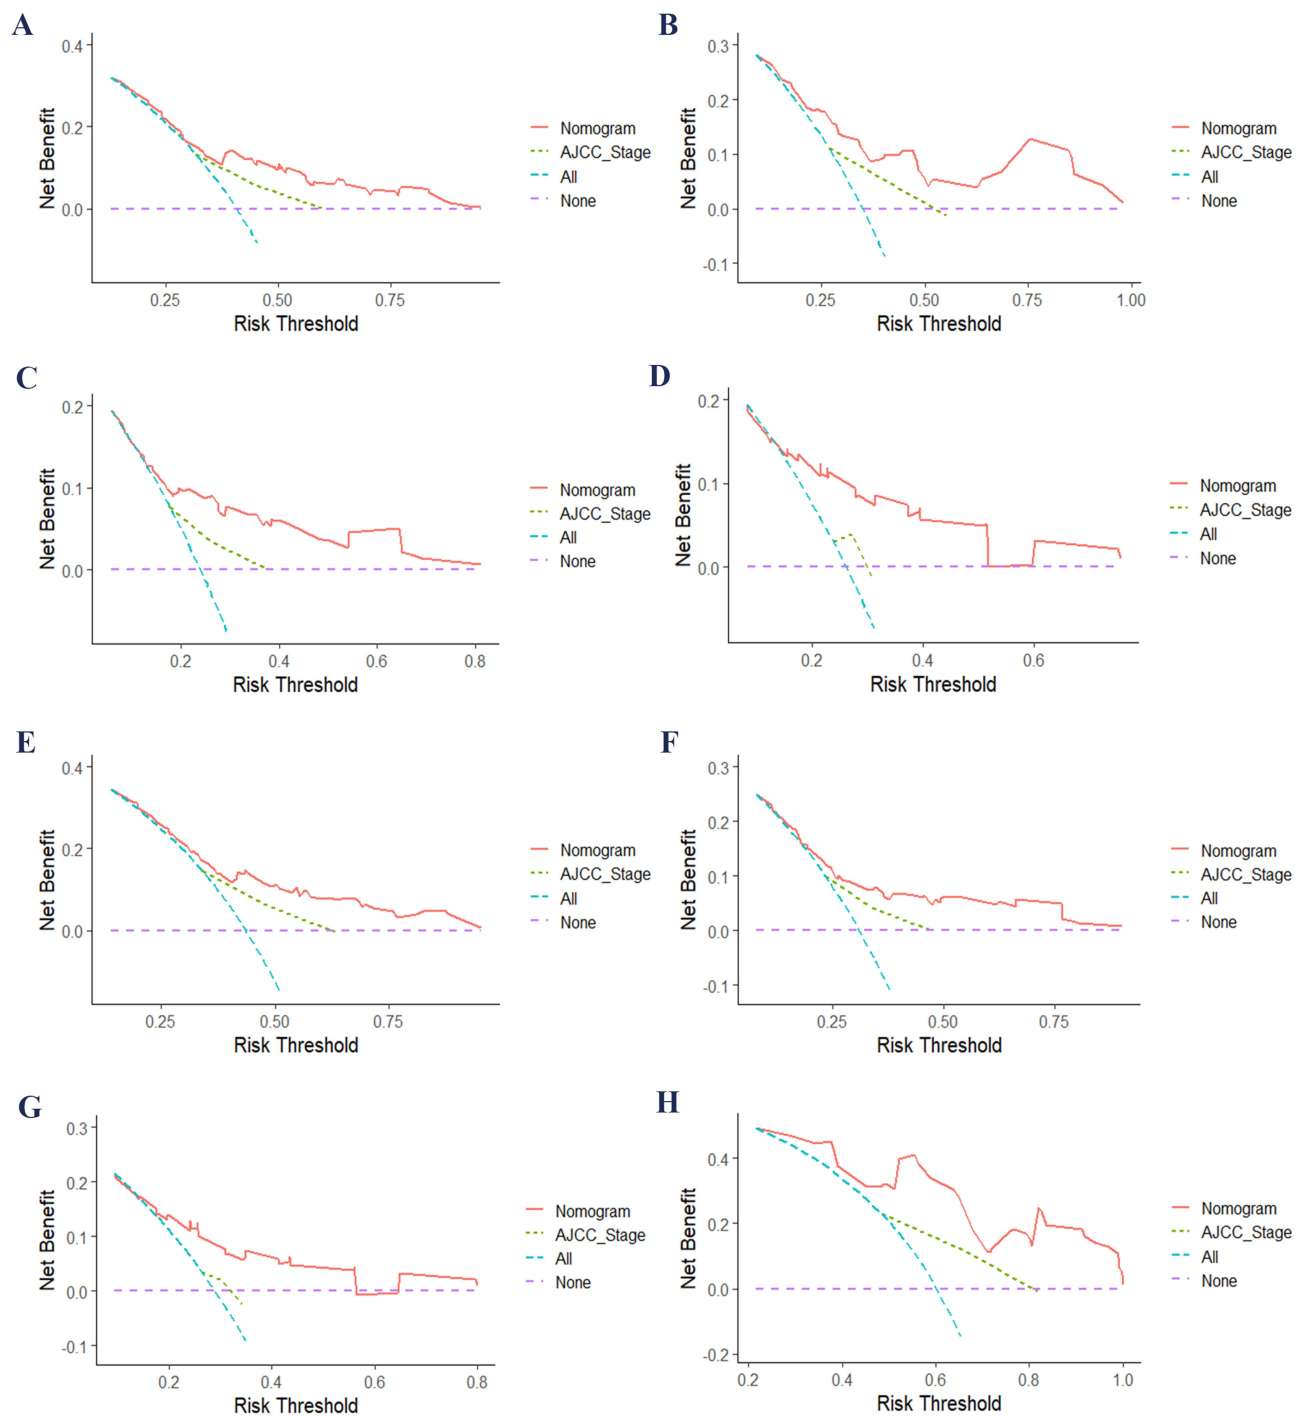 A
0.4
0.2
0.0
Net Benefit
0.25 0.50 0.75
Risk Threshold
Nomogram
AJCC_Stage
All
None
B
0.3
0.2
0.1
0.0
-0.1
Net Benefit
0.25 0.50 0.75 1.00
Risk Threshold
Nomogram
AJCC_Stage
All
None
C
0.2
0.1
0.0
Net Benefit
0.2 0.4 0.6 0.8
Risk Threshold
Nomogram
AJCC_Stage
All
None
D
0.2
0.1
0.0
Net Benefit
0.2 0.4 0.6
Risk Threshold
Nomogram
AJCC_Stage
All
None
E
0.4
0.2
0.0
Net Benefit
0.25 0.50 0.75
Risk Threshold
Nomogram
AJCC_Stage
All
None
F
0.3
0.2
0.1
0.0
-0.1
Net Benefit
0.25 0.50 0.75
Risk Threshold
Nomogram
AJCC_Stage
All
None
G
0.3
0.2
0.1
0.0
-0.1
Net Benefit
0.2 0.4 0.6 0.8
Risk Threshold
Nomogram
AJCC_Stage
All
None
H
0.4
0.2
0.0
-0.2
Net Benefit
0.2 0.4 0.6 0.8 1.0
Risk Threshold
Nomogram
AJCC_Stage
All
None